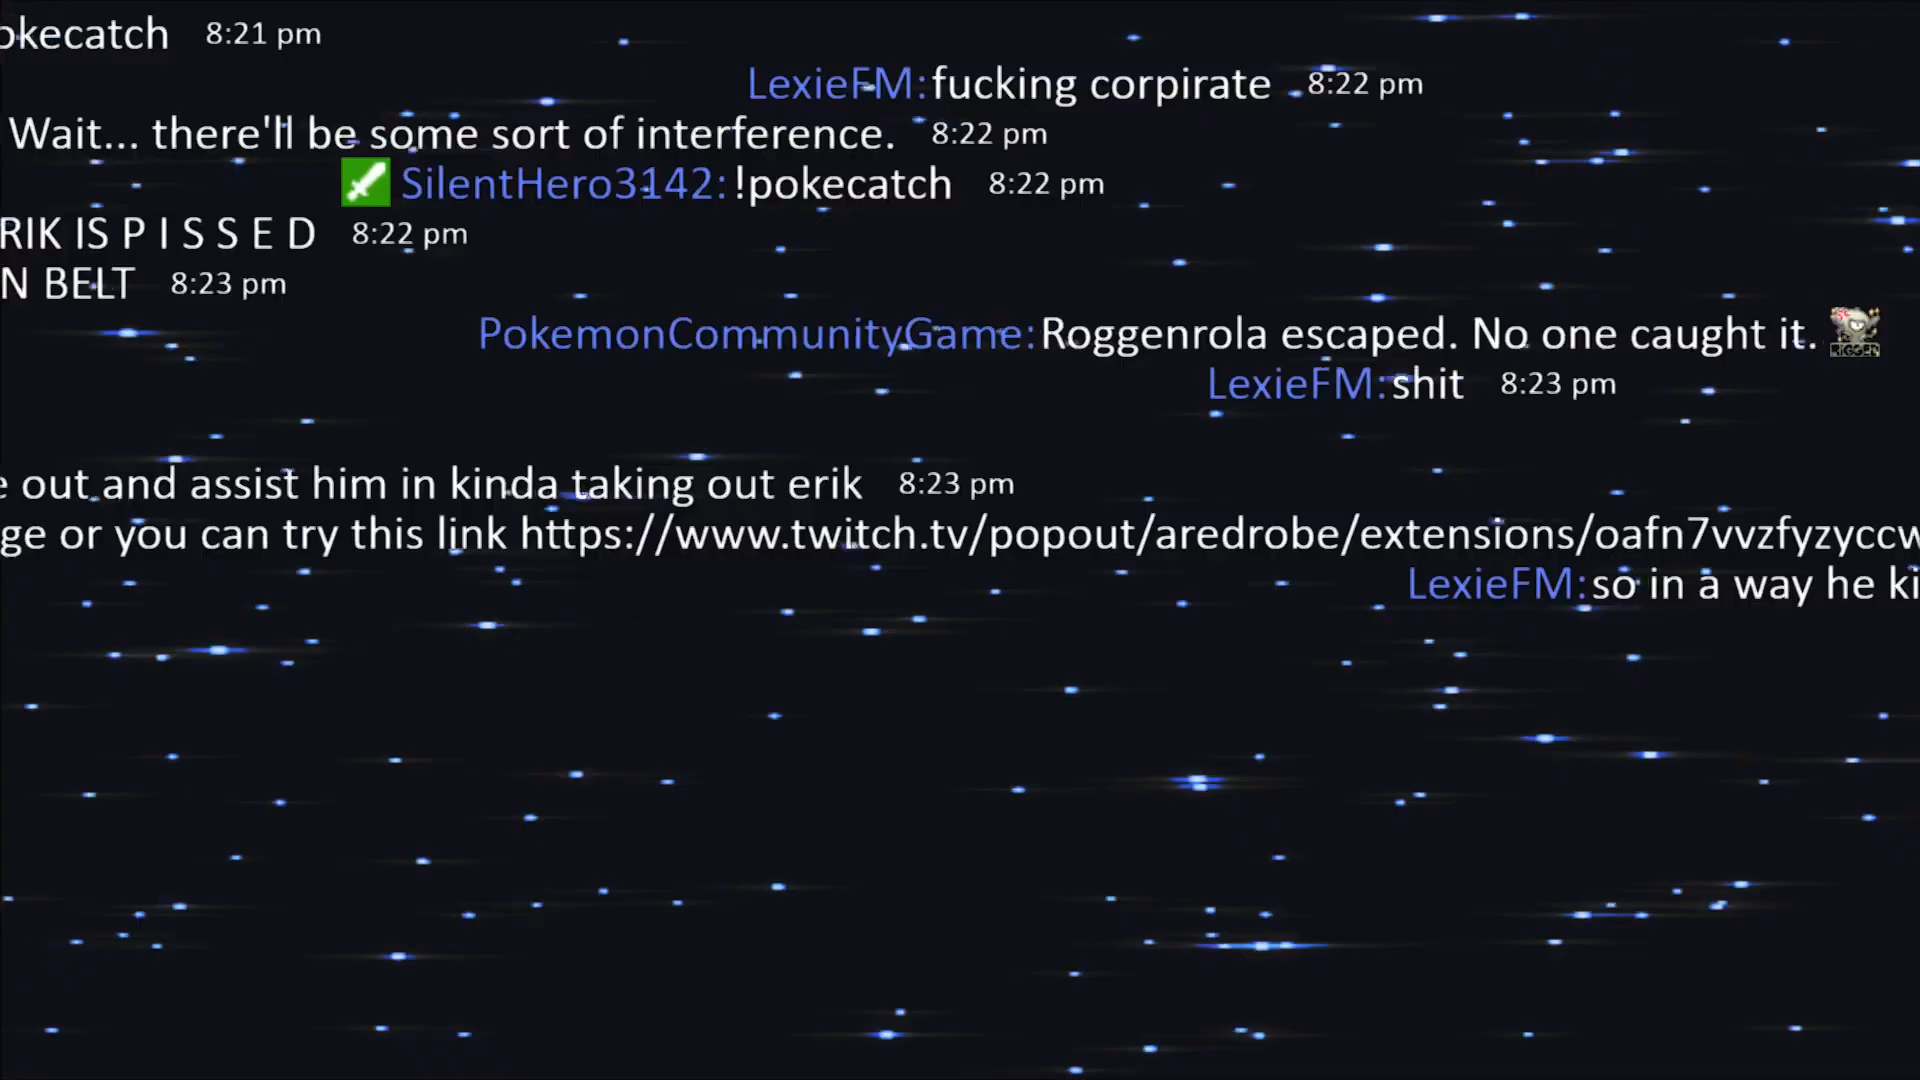 okecatch 8:21 pm
LexieFM: fucking corpirate 8:22 pm
Wait... there'll be some sort of interference. 8:22 pm
SilentHero3142: !pokecatch 8:22 pm
RIK IS P I S S E D 8:22 pm
N BELT 8:23 pm
PokemonCommunityGame: Roggenrola escaped. No one caught it.
LexieFM: shit 8:23 pm
e out and assist him in kinda taking out erik 8:23 pm
ge or you can try this link https://www.twitch.tv/popout/aredrobe/extensions/oafn7vvzfyzyccw
LexieFM: so in a way he ki